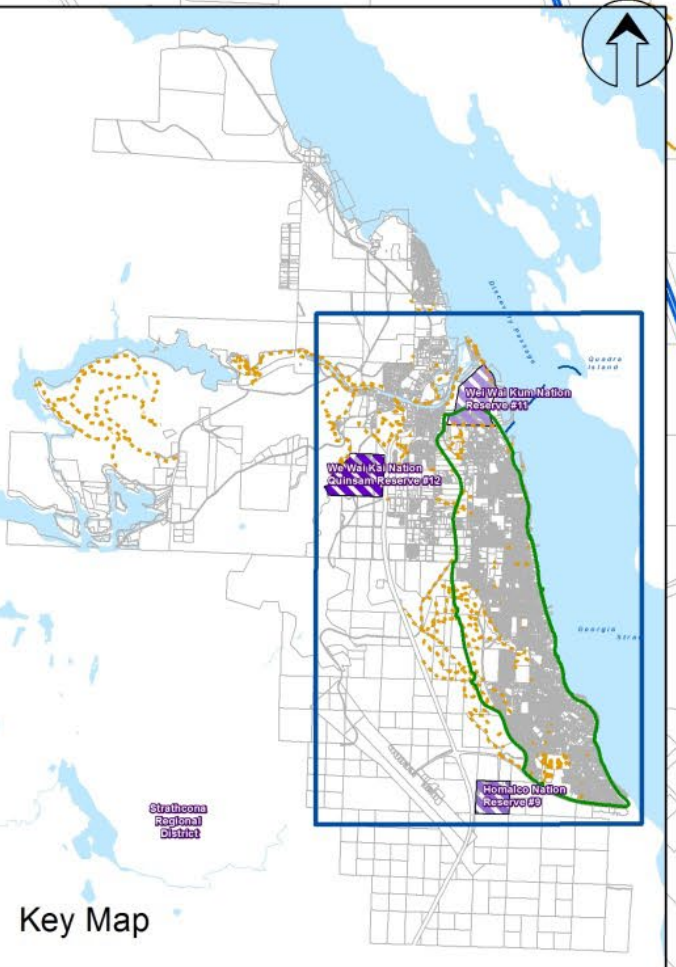 Discovery Passage
Quadra
Island
Wei Wai Kum Nation
Reserve #11
We Wai Kai Nation
Quinsam Reserve #12
Georgia
Homalco Nation
Reserve #9
Strathcona
Regional
District
Key Map